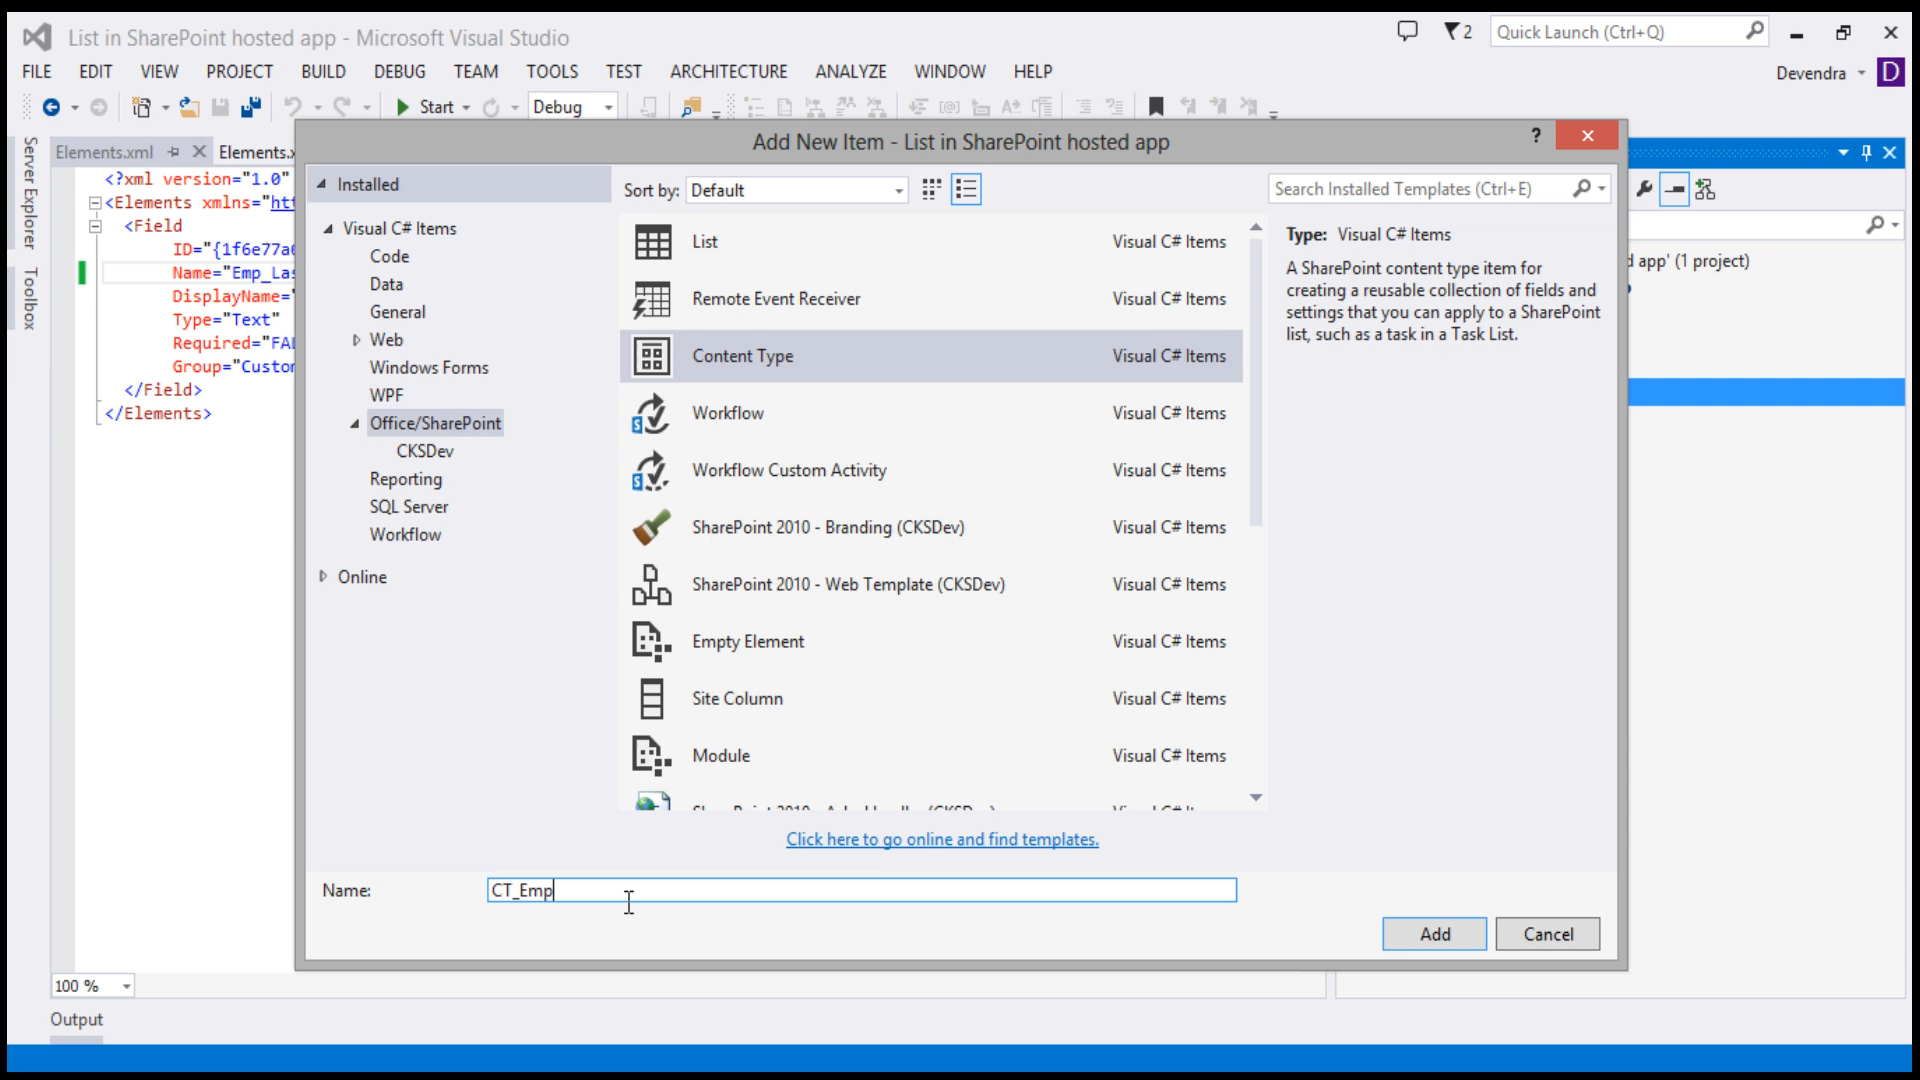 List in SharePoint hosted app - Microsoft Visual Studio
2
Quick Launch (Ctrl+Q)
FILE EDIT VIEW PROJECT BUILD DEBUG TEAM TOOLS TEST ARCHITECTURE ANALYZE WINDOW HELP
Devendra D
Start Debug
Server Explorer
Toolbox
Elements.xml Elements.x
<?xml version="1.0"
<Elements xmlns="htt
<Field
ID="{1f6e77a
Name="Emp_Las
DisplayName="
Type="Text"
Required="FAL
Group="Custom
</Field>
</Elements>
100 %
Output
Add New Item - List in SharePoint hosted app
?
Installed
Visual C# Items
Code
Data
General
Web
Windows Forms
WPF
Office/SharePoint
CKSDev
Reporting
SQL Server
Workflow
Online
Sort by: Default
Search Installed Templates (Ctrl+E)
List Visual C# Items
Remote Event Receiver Visual C# Items
Content Type Visual C# Items
Workflow Visual C# Items
Workflow Custom Activity Visual C# Items
SharePoint 2010 - Branding (CKSDev) Visual C# Items
SharePoint 2010 - Web Template (CKSDev) Visual C# Items
Empty Element Visual C# Items
Site Column Visual C# Items
Module Visual C# Items
Click here to go online and find templates.
Type: Visual C# Items
A SharePoint content type item for
creating a reusable collection of fields and
settings that you can apply to a SharePoint
list, such as a task in a Task List.
Name: CT_Emp
Add Cancel
d app' (1 project)